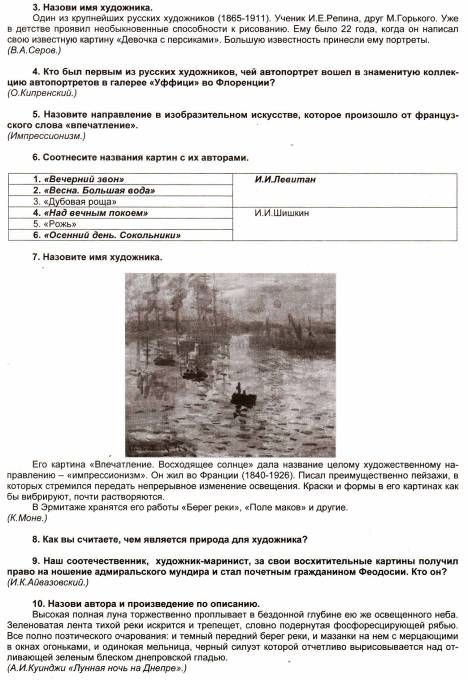 3. Назови имя художника.
Один из крупнейших русских художников (1865-1911). Ученик И.Е.Репина, друг М.Горького. Уже
в детстве проявил необыкновенные способности к рисованию. Ему было 22 года, когда он написал
свою известную картину «Девочка с персиками». Большую известность принесли ему портреты.
(В.А.Серов.)
4. Кто был первым из русских художников, чей автопортрет вошел в знаменитую коллек-
цию автопортретов в галерее «Уффици» во Флоренции?
(О.Кипренский.)
5. Назовите направление в изобразительном искусстве, которое произошло от француз-
ского слова «впечатление».
(Импрессионизм.)
6. Соотнесите названия картин с их авторами.
1. «Вечерний звон» И.И.Левитан
2. «Весна. Большая вода»
3. «Дубовая роща»
4. «Над вечным покоем» И.И.Шишкин
5. «Рожь»
6. «Осенний день. Сокольники»
7. Назовите имя художника.
Его картина «Впечатление. Восходящее солнце» дала название целому художественному на-
правлению – «импрессионизм». Он жил во Франции (1840-1926). Писал преимущественно пейзажи, в
которых стремился передать непрерывное изменение освещения. Краски и формы в его картинах как
бы вибрируют, почти растворяются.
В Эрмитаже хранятся его работы «Берег реки», «Поле маков» и другие.
(К.Моне.)
8. Как вы считаете, чем является природа для художника?
9. Наш соотечественник, художник-маринист, за свои восхитительные картины получил
право на ношение адмиральского мундира и стал почетным гражданином Феодосии. Кто он?
(И.К.Айвазовский.)
10. Назови автора и произведение по описанию.
Высокая полная луна торжественно проплывает в бездонной глубине ею же освещенного неба.
Зеленоватая лента тихой реки искрится и трепещет, словно подернутая фосфоресцирующей рябью.
Все полно поэтического очарования: и темный передний берег реки, и мазанки на нем с мерцающими
в окнах огоньками, и одинокая мельница, черный силуэт которой отчетливо вырисовывается над от-
ливающей зеленым блеском днепровской гладью.
(А.И.Куинджи «Лунная ночь на Днепре».)